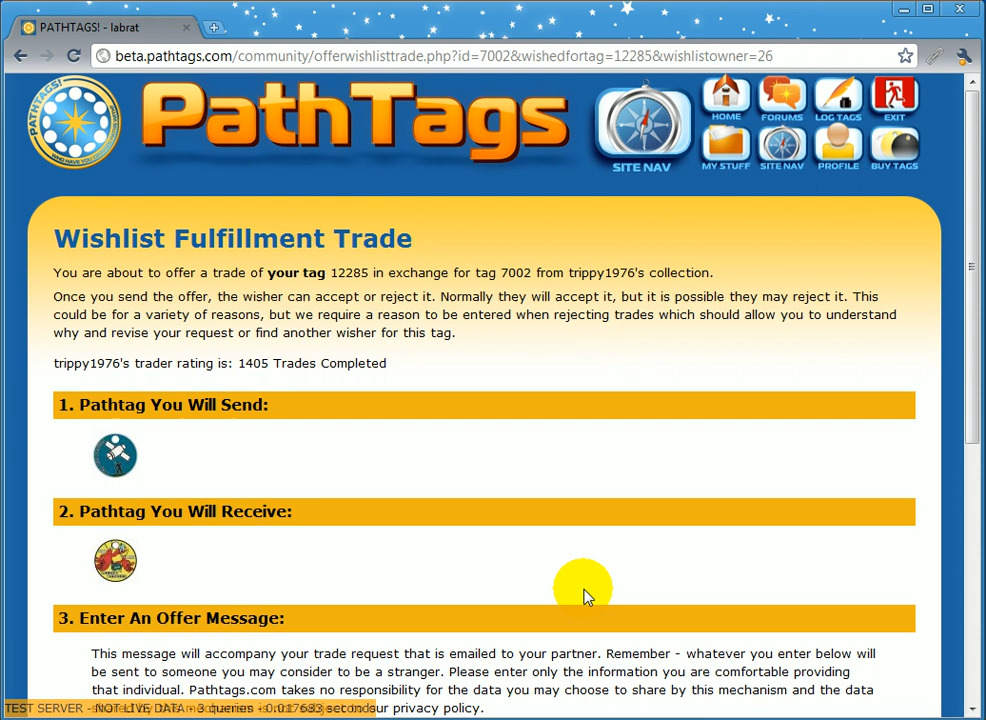 PATHTAGS! - labrat
beta.pathtags.com/community/offerwishlisttrade.php?id=7002&wishedfortag=12285&wishlistowner=26
PATHTAGS!
PathTags
SITE NAV
HOME
FORUMS
LOG TAGS
EXIT
MY STUFF
SITE NAV
PROFILE
BUY TAGS
Wishlist Fulfillment Trade
You are about to offer a trade of your tag 12285 in exchange for tag 7002 from trippy1976's collection.
Once you send the offer, the wisher can accept or reject it. Normally they will accept it, but it is possible they may reject it. This
could be for a variety of reasons, but we require a reason to be entered when rejecting trades which should allow you to understand
why and revise your request or find another wisher for this tag.
trippy1976's trader rating is: 1405 Trades Completed
1. Pathtag You Will Send:
2. Pathtag You Will Receive:
3. Enter An Offer Message:
This message will accompany your trade request that is emailed to your partner. Remember - whatever you enter below will
be sent to someone you may consider to be a stranger. Please enter only the information you are comfortable providing
that individual. Pathtags.com takes no responsibility for the data you may choose to share by this mechanism and the data
our privacy policy.
TEST SERVER - NOT LIVE DATA - 3 queries - 0.017683 seconds